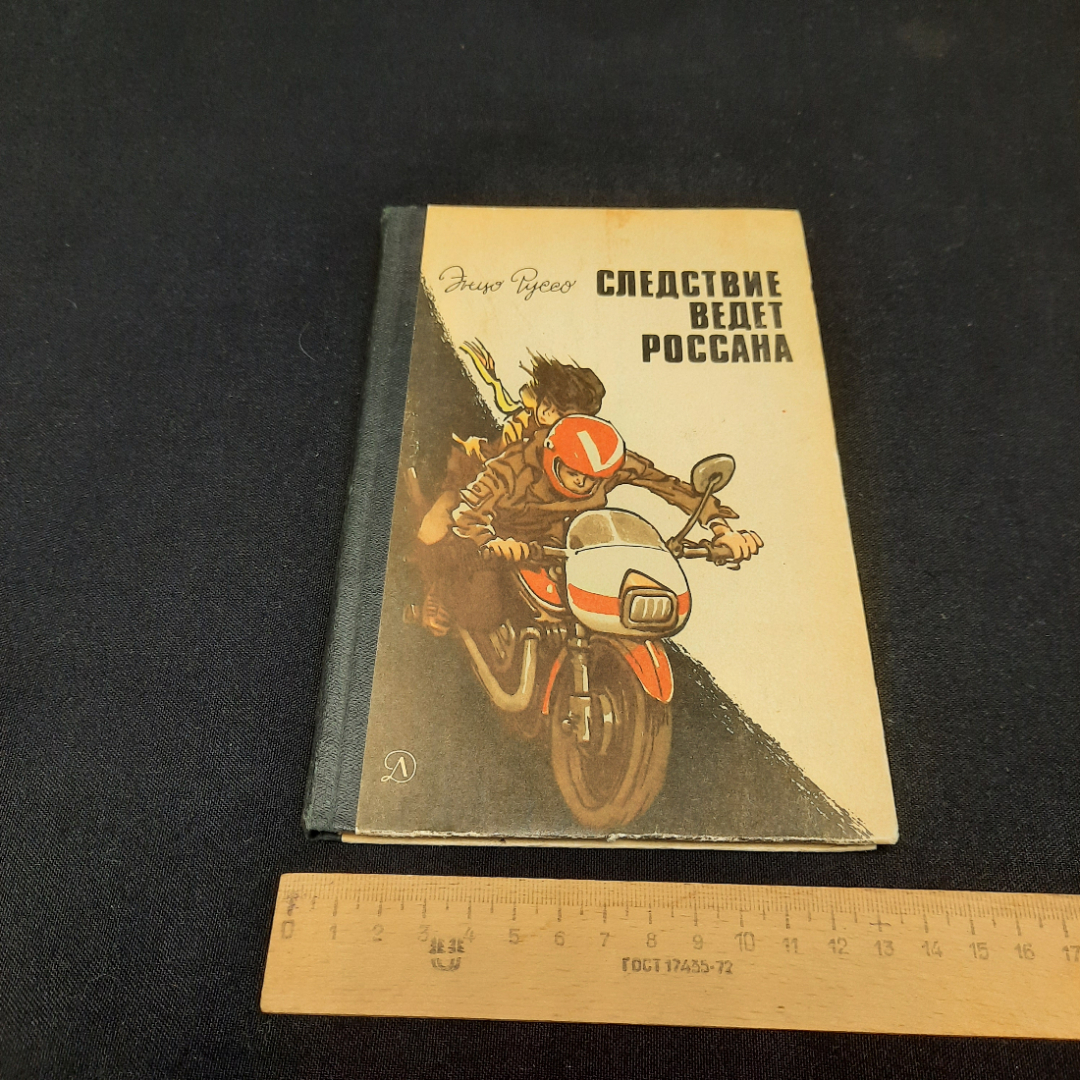 Энцо Руссо
СЛЕДСТВИЕ
ВЕДЕТ
РОССАНА
Д
0 1 2 3 4 5 6 7 8 9 10 11 12 13 14 15 16 17
ГОСТ 17435-72